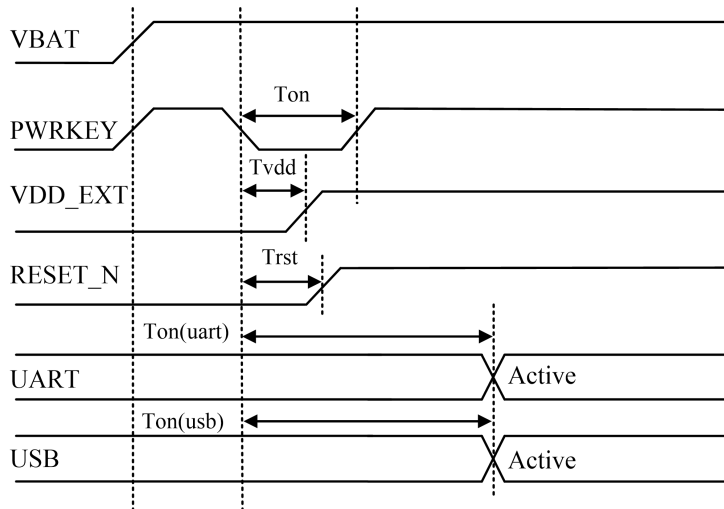 VBAT
Ton
PWRKEY
Tvdd
VDD_EXT
Trst
RESET_N
Ton(uart)
UART Active
Ton(usb)
USB Active